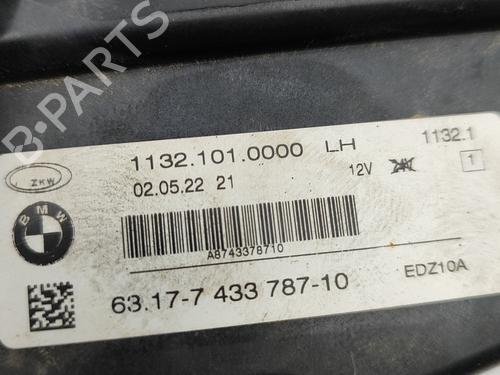 B-PARTS
1132.101.0000 LH 1132.1
ZKW 02.05.22 21 12V 24V 1
BMW
A8743378710
63.17-7 433 787-10 EDZ10A